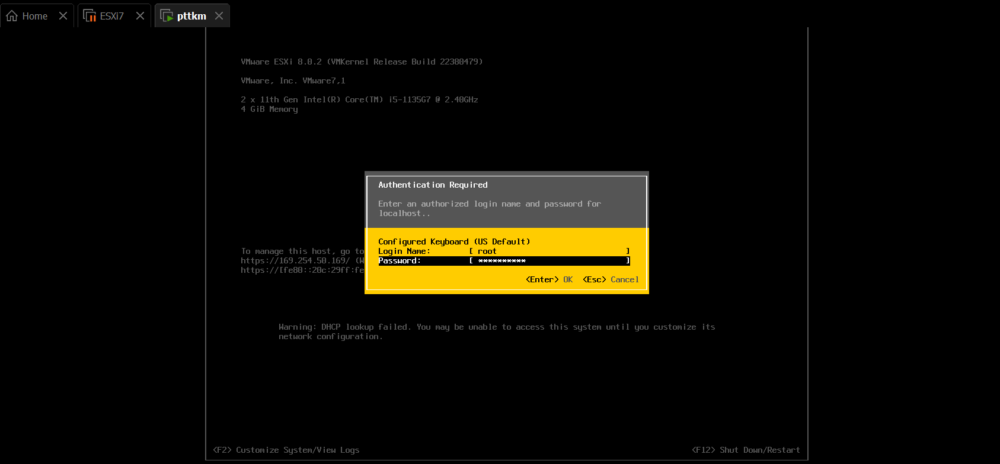 Home
ESXi7
pttkm
VMware ESXi 8.0.2 (VMKernel Release Build 22380479)
VMware, Inc. VMware7,1
2 x 11th Gen Intel(R) Core(TM) i5-1135G7 @ 2.40GHz
4 GiB Memory
Authentication Required
Enter an authorized login name and password for
localhost..
Configured Keyboard (US Default)
Login Name: [ root ]
Password: [ ********** ]
<Enter> OK <Esc> Cancel
To manage this host, go to
https://169.254.50.169/ (W
https://[fe80::20c:29ff:fe
Warning: DHCP lookup failed. You may be unable to access this system until you customize its
network configuration.
<F2> Customize System/View Logs
<F12> Shut Down/Restart